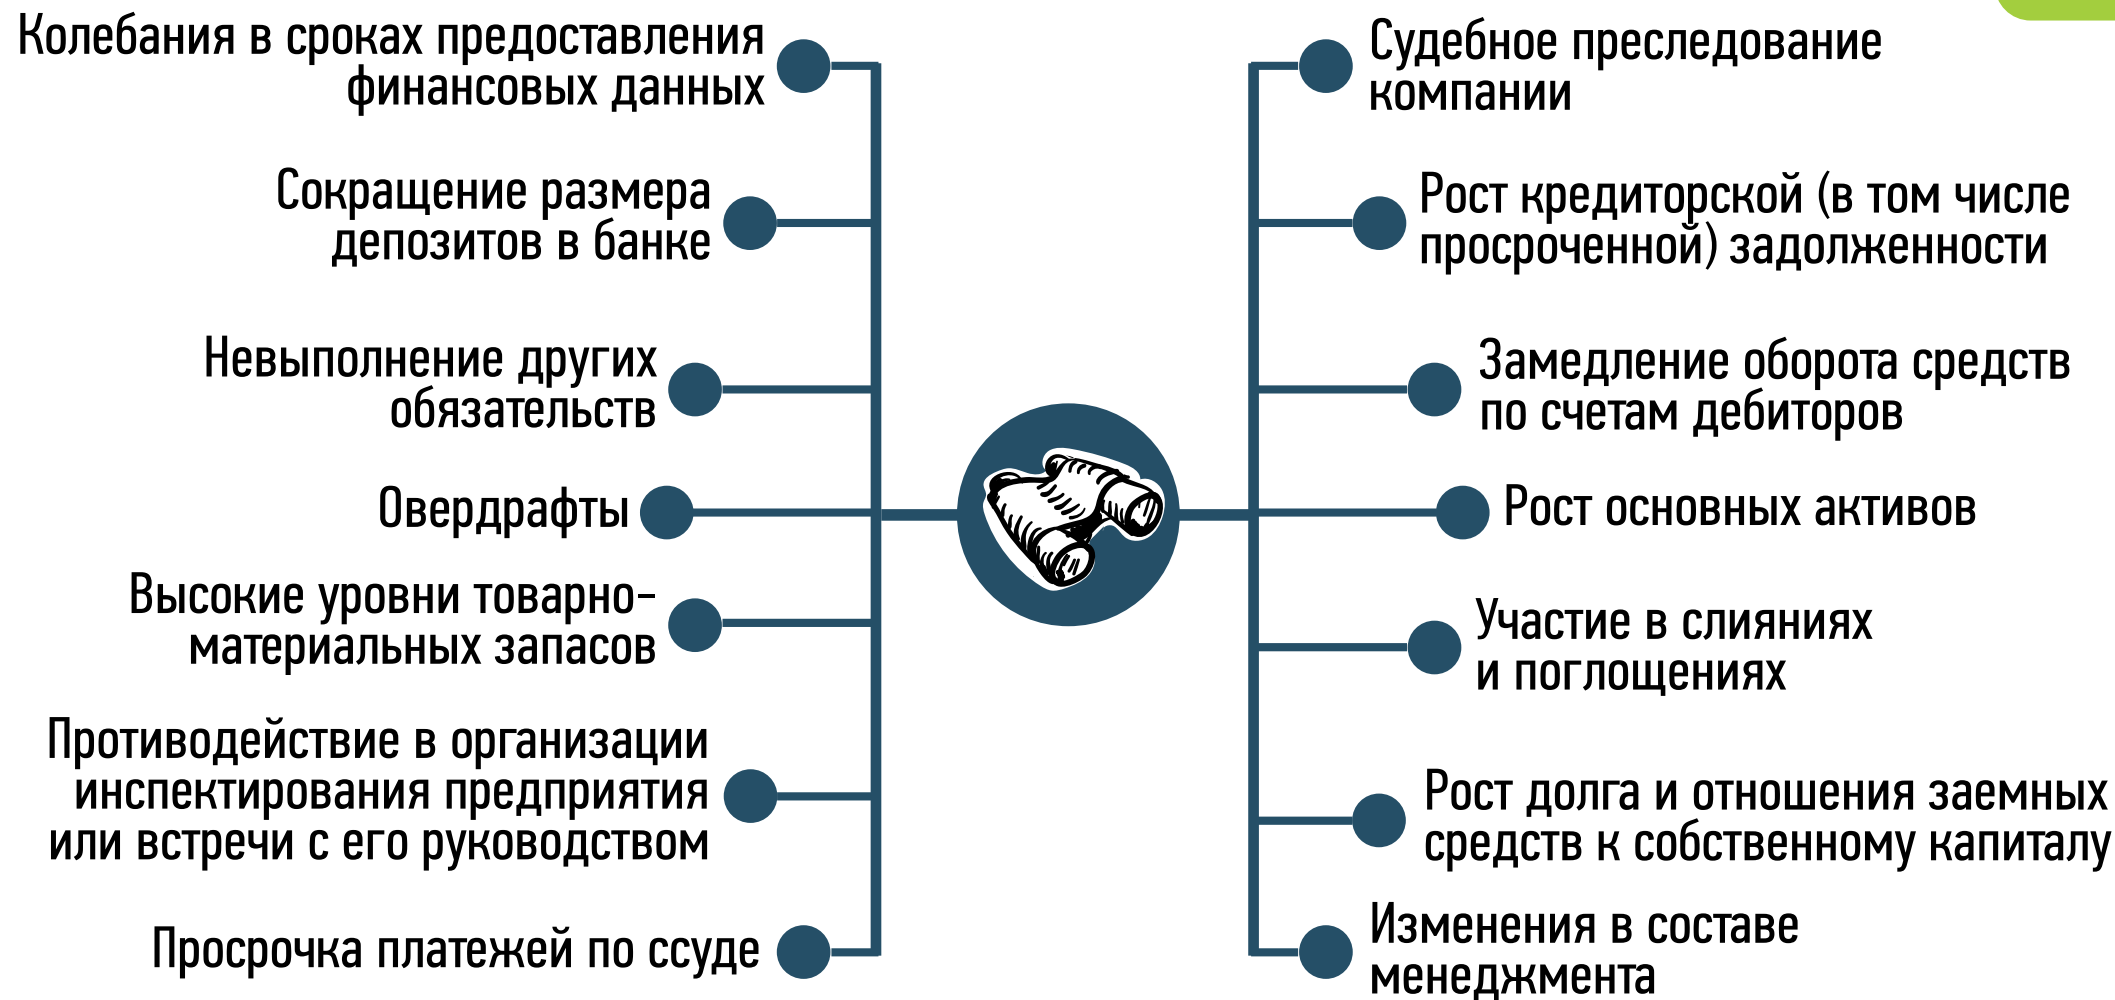 Колебания в сроках предоставления
финансовых данных
Сокращение размера
депозитов в банке
Невыполнение других
обязательств
Овердрафты
Высокие уровни товарно-
материальных запасов
Противодействие в организации
инспектирования предприятия
или встречи с его руководством
Просрочка платежей по ссуде
Судебное преследование
компании
Рост кредиторской (в том числе
просроченной) задолженности
Замедление оборота средств
по счетам дебиторов
Рост основных активов
Участие в слияниях
и поглощениях
Рост долга и отношения заемных
средств к собственному капиталу
Изменения в составе
менеджмента